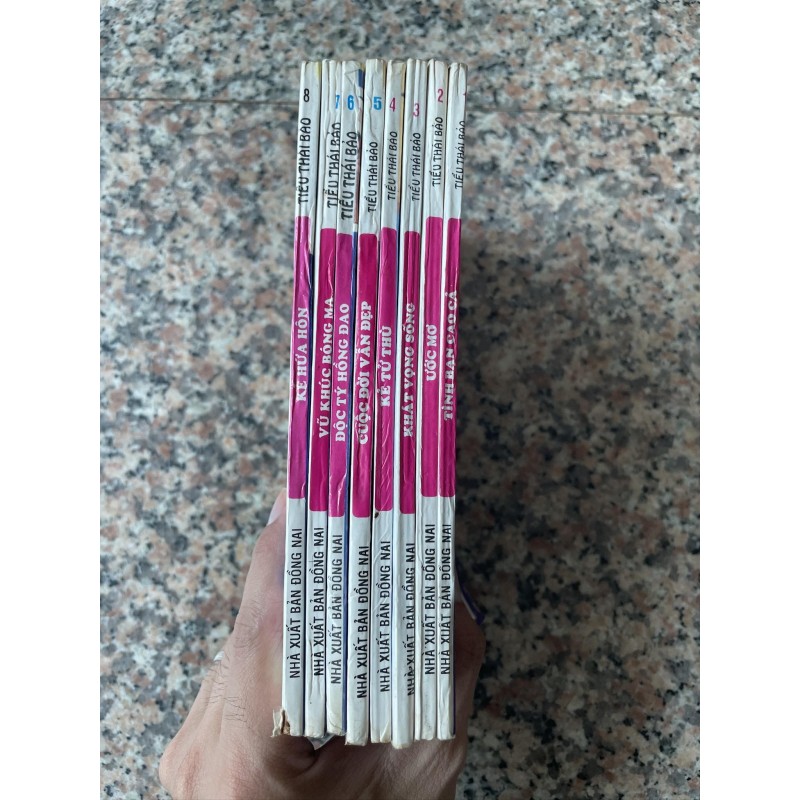 8 TIỂU THÁI BẢO KẺ HỨA HÔN NHÀ XUẤT BẢN ĐỒNG NAI
7 TIỂU THÁI BẢO VŨ KHÚC BÓNG MA NHÀ XUẤT BẢN ĐỒNG NAI
6 TIỂU THÁI BẢO ĐỘC TÝ HỒNG ĐAO NHÀ XUẤT BẢN ĐỒNG NAI
5 TIỂU THÁI BẢO CUỘC ĐỜI VẪN ĐẸP NHÀ XUẤT BẢN ĐỒNG NAI
4 TIỂU THÁI BẢO KẺ TỬ THÙ NHÀ XUẤT BẢN ĐỒNG NAI
3 TIỂU THÁI BẢO KHÁT VỌNG SỐNG NHÀ XUẤT BẢN ĐỒNG NAI
2 TIỂU THÁI BẢO ƯỚC MƠ NHÀ XUẤT BẢN ĐỒNG NAI
1 TIỂU THÁI BẢO TÌNH BẠN CAO CẢ NHÀ XUẤT BẢN ĐỒNG NAI